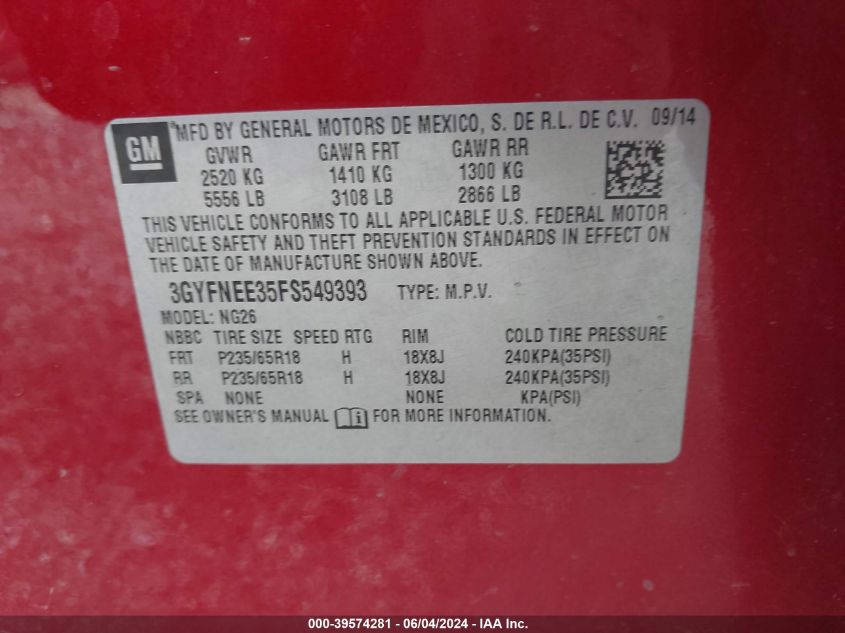 GM
*MFD BY GENERAL MOTORS DE MEXICO, S. DE R.L. DE C.V. 09/14
GVWR GAWR FRT GAWR RR
2520 KG 1410 KG 1300 KG
5556 LB 3108 LB 2866 LB
THIS VEHICLE CONFORMS TO ALL APPLICABLE U.S. FEDERAL MOTOR
VEHICLE SAFETY AND THEFT PREVENTION STANDARDS IN EFFECT ON
THE DATE OF MANUFACTURE SHOWN ABOVE.
3GYFNEE35FS549393 TYPE: M.P.V.
MODEL: NG26
NBBC TIRE SIZE SPEED RTG RIM COLD TIRE PRESSURE
FRT P235/65R18 H 18X8J 240KPA(35PSI)
RR P235/65R18 H 18X8J 240KPA(35PSI)
SPA NONE NONE KPA(PSI)
SEE OWNER'S MANUAL i FOR MORE INFORMATION.
000-39574281 - 06/04/2024 - IAA, Inc.